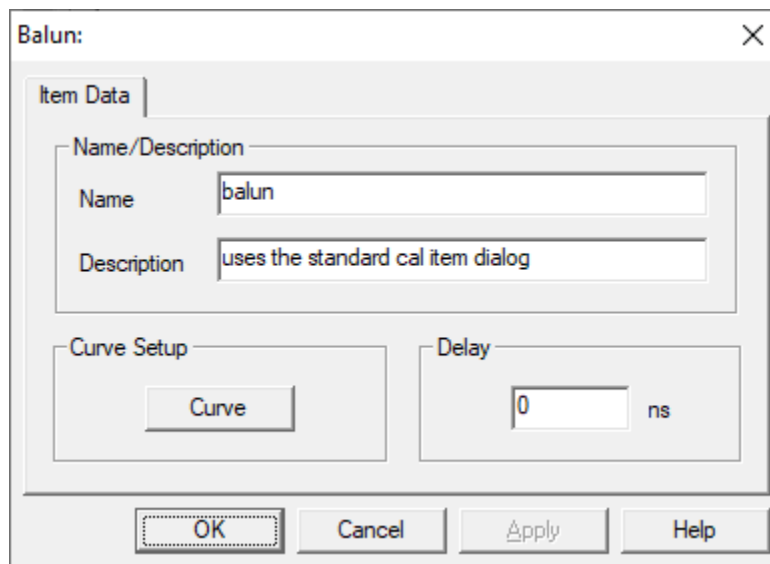 Balun:
Item Data
Name/Description
Name balun
Description uses the standard cal item dialog
Curve Setup Delay
Curve 0 ns
OK Cancel Apply Help